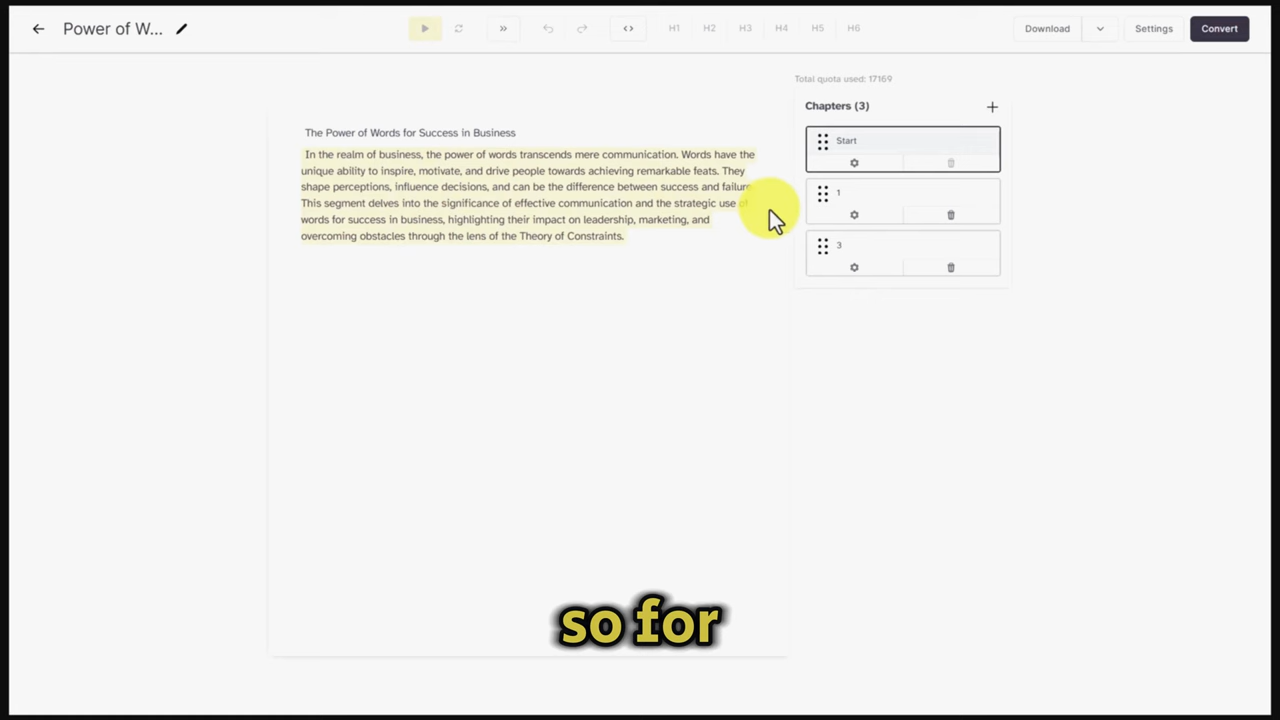 Power of W...
H1 H2 H3 H4 H5 H6
Download
Settings
Convert
Total quota used: 17169
Chapters (3)
Start
1
3
The Power of Words for Success in Business
In the realm of business, the power of words transcends mere communication. Words have the
unique ability to inspire, motivate, and drive people towards achieving remarkable feats. They
shape perceptions, influence decisions, and can be the difference between success and failure.
This segment delves into the significance of effective communication and the strategic use of
words for success in business, highlighting their impact on leadership, marketing, and
overcoming obstacles through the lens of the Theory of Constraints.
so for